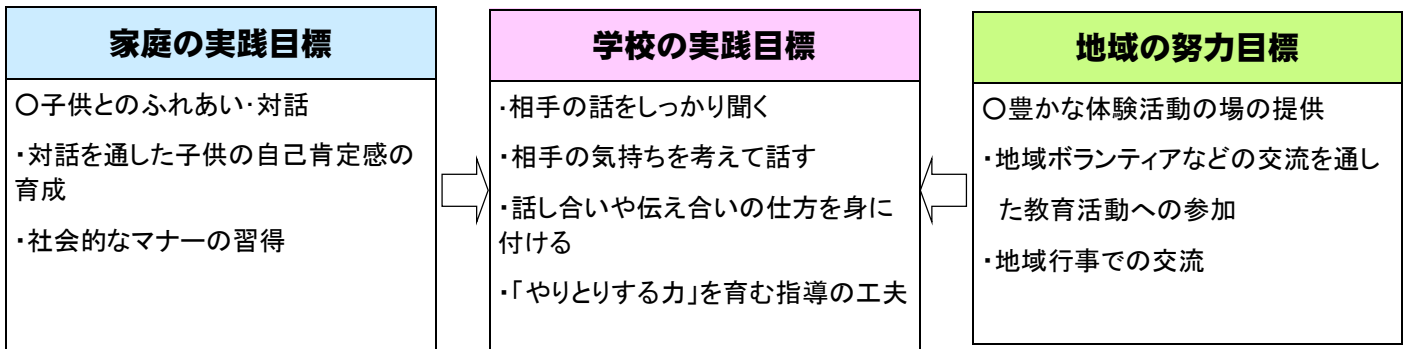 家庭の実践目標
〇子供とのふれあい・対話
・対話を通した子供の自己肯定感の
育成
・社会的なマナーの習得
学校の実践目標
・相手の話をしっかり聞く
・相手の気持ちを考えて話す
・話し合いや伝え合いの仕方を身に
付ける
・「やりとりする力」を育む指導の工夫
地域の努力目標
〇豊かな体験活動の場の提供
・地域ボランティアなどの交流を通し
た教育活動への参加
・地域行事での交流